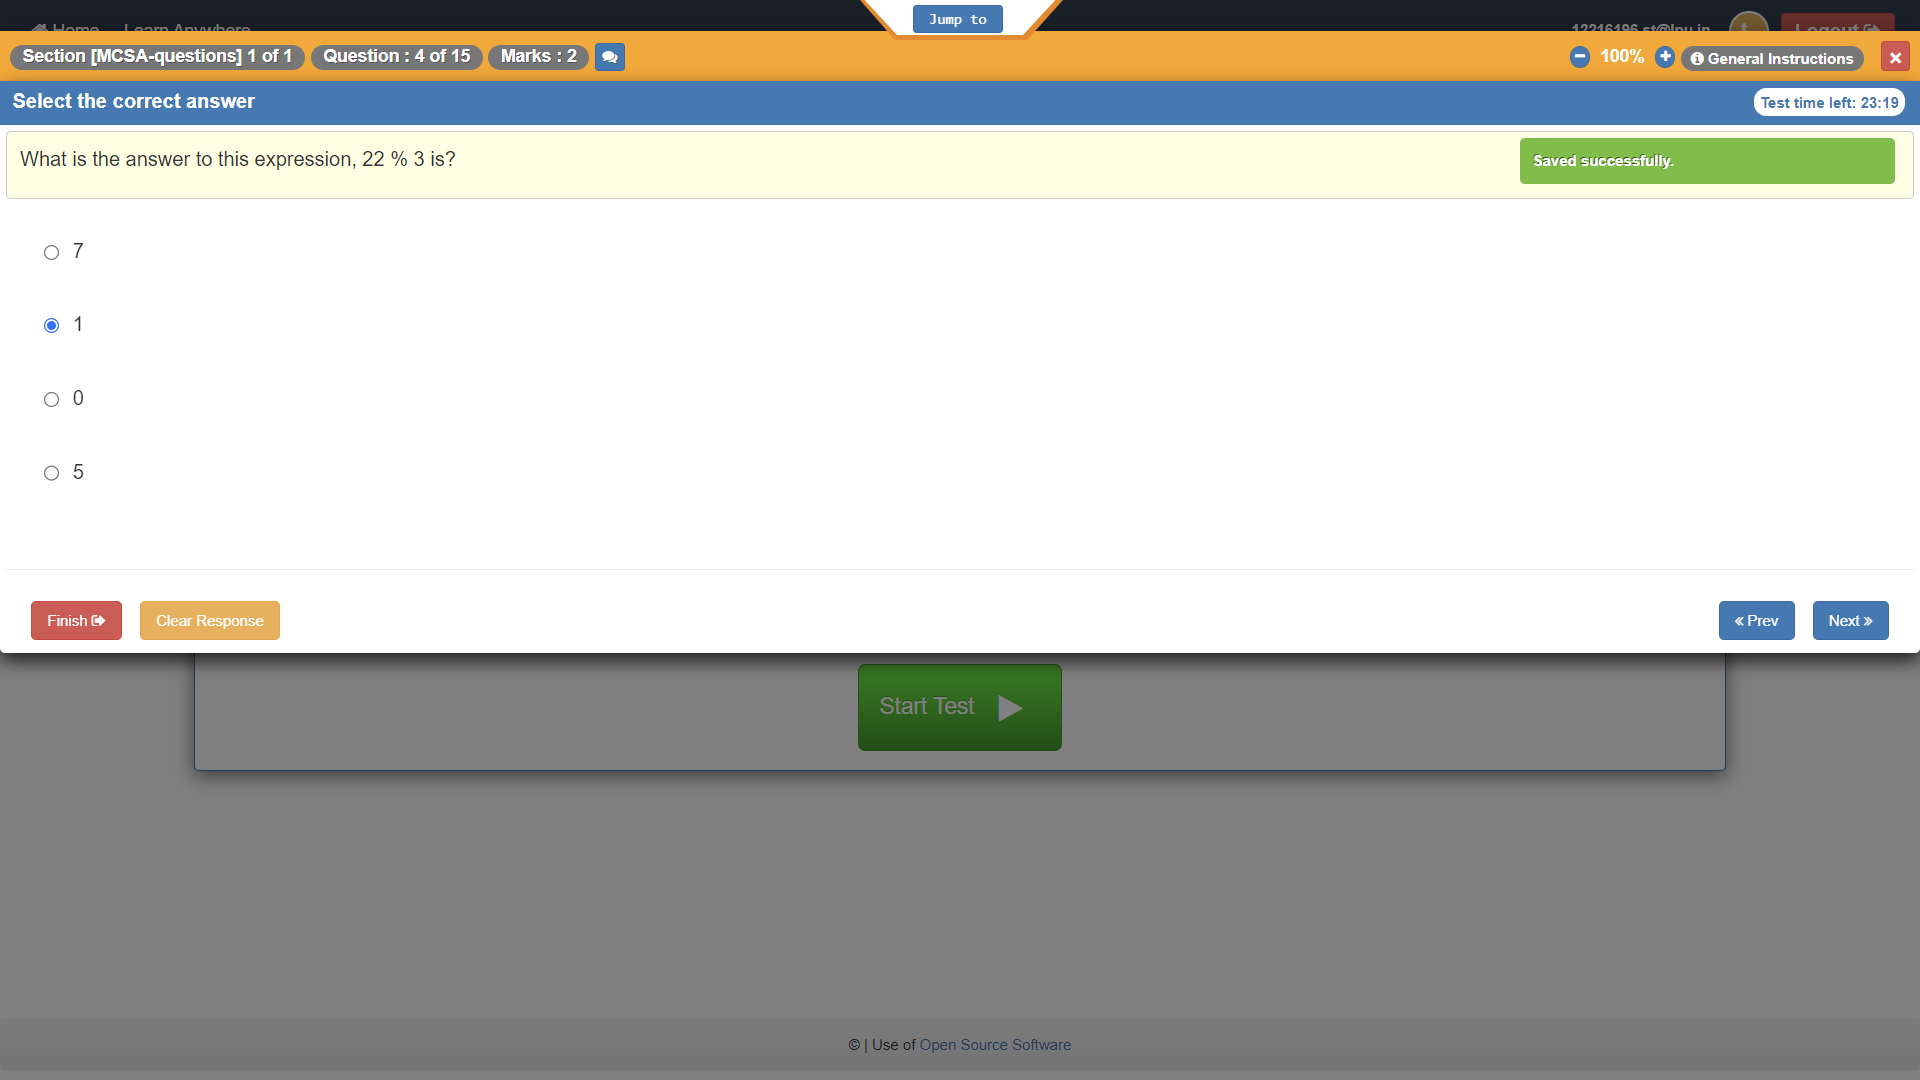 Jump to
Home Learn Anywhere 12216196.st@lpu.in Logout
Section [MCSA-questions] 1 of 1 Question : 4 of 15 Marks : 2 100% General Instructions
Select the correct answer Test time left: 23:19
What is the answer to this expression, 22 % 3 is? Saved successfully.
7
1
0
5
Finish Clear Response « Prev Next »
Start Test
© | Use of Open Source Software